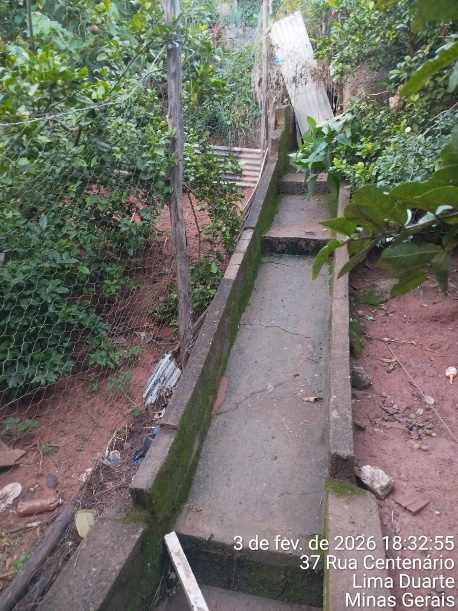 3 de fev. de 2026 18:32:55
37 Rua Centenário
Lima Duarte
Minas Gerais